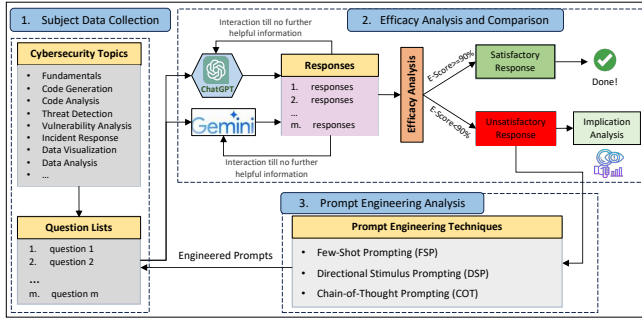 1. Subject Data Collection
Cybersecurity Topics
• Fundamentals
• Code Generation
• Code Analysis
• Threat Detection
• Vulnerability Analysis
• Incident Response
• Data Visualization
• Data Analysis
• ...
Question Lists
1. question 1
2. question 2
...
m. question m
2. Efficacy Analysis and Comparison
Interaction till no further
helpful information
ChatGPT
Gemini
Responses
1. responses
2. responses
...
m. responses
Interaction till no further
helpful information
Efficacy Analysis
E-Score>=90%
E-Score<90%
Satisfactory
Response
Done!
Unsatisfactory
Response
Implication
Analysis
3. Prompt Engineering Analysis
Prompt Engineering Techniques
• Few-Shot Prompting (FSP)
• Directional Stimulus Prompting (DSP)
• Chain-of-Thought Prompting (COT)
Engineered Prompts